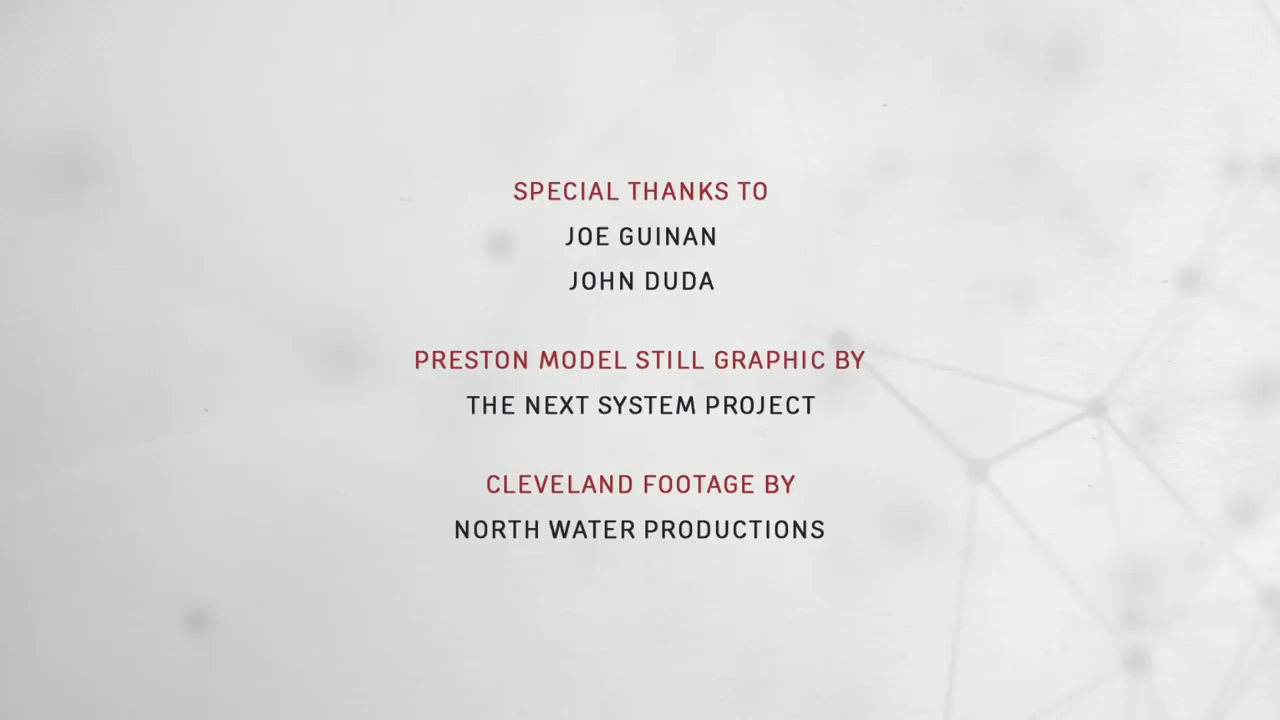 SPECIAL THANKS TO
JOE GUINAN
JOHN DUDA
PRESTON MODEL STILL GRAPHIC BY
THE NEXT SYSTEM PROJECT
CLEVELAND FOOTAGE BY
NORTH WATER PRODUCTIONS